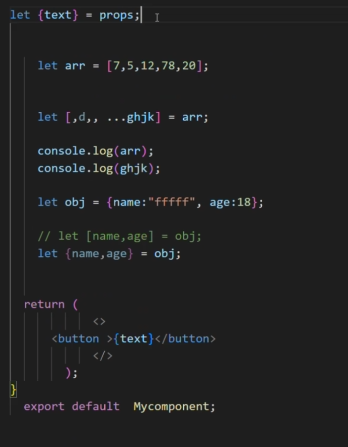 let {text} = props;
let arr = [7,5,12,78,20];
let [,d,, ...ghjk] = arr;
console.log(arr);
console.log(ghjk);
let obj = {name:"fffff", age:18};
// let [name,age] = obj;
let {name,age} = obj;
return (
<>
<button >{text}</button>
</>
);
}
export default  Mycomponent;